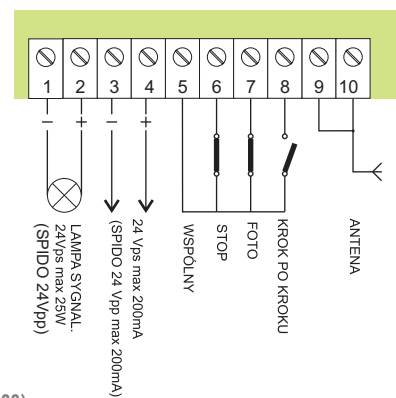 1 2 3 4 5 6 7 8 9 10
− + − +
LAMPA SYGNAL.
24Vps max 25W
(SPIDO 24Vpp)
(SPIDO 24 Vpp max 200mA)
24 Vps max 200mA
WSPÓLNY
STOP
FOTO
KROK PO KROKU
ANTENA